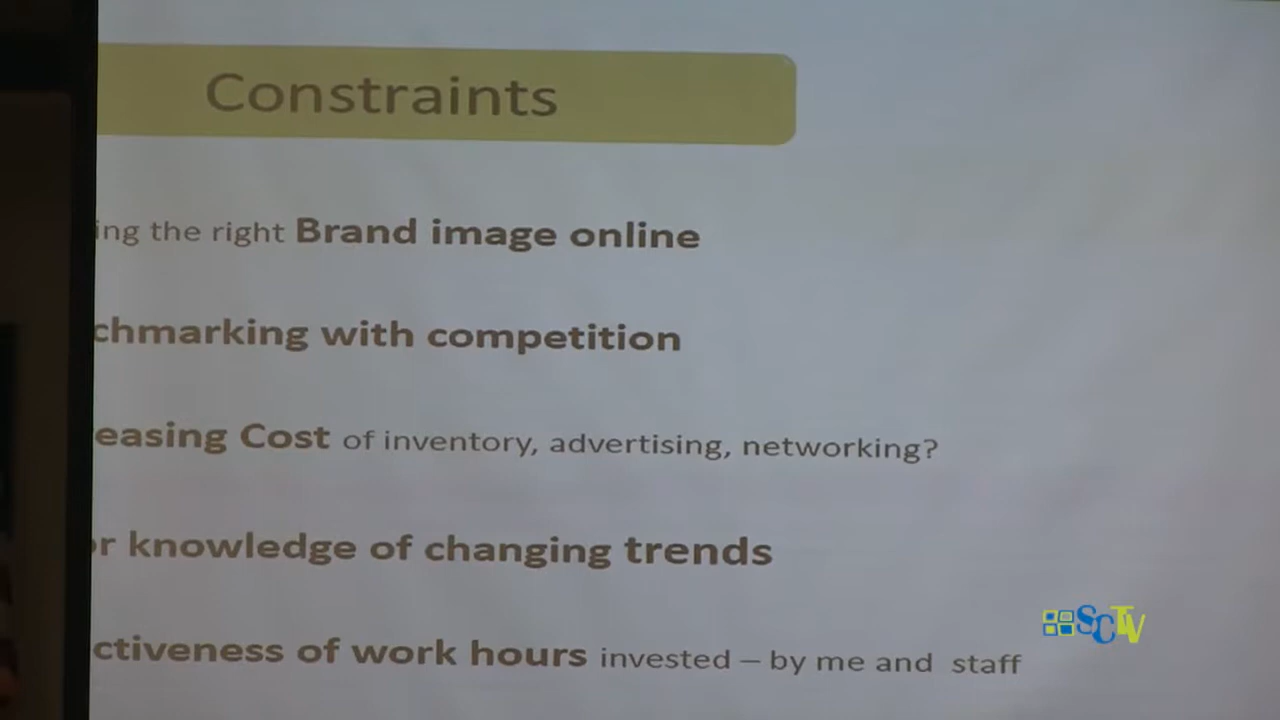 Constraints
ing the right Brand image online
chmarking with competition
easing Cost of inventory, advertising, networking?
r knowledge of changing trends
ctiveness of work hours invested – by me and staff
SCTV